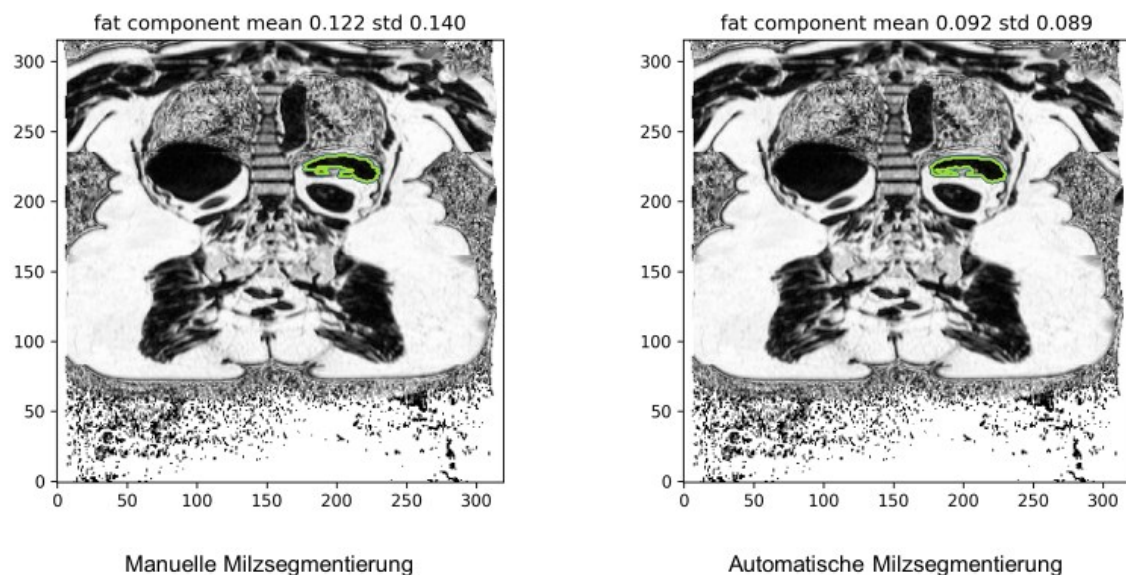 fat component mean 0.122 std 0.140
300
250
200
150
100
50
0
0 50 100 150 200 250 300
Manuelle Milzsegmentierung
fat component mean 0.092 std 0.089
300
250
200
150
100
50
0
0 50 100 150 200 250 300
Automatische Milzsegmentierung